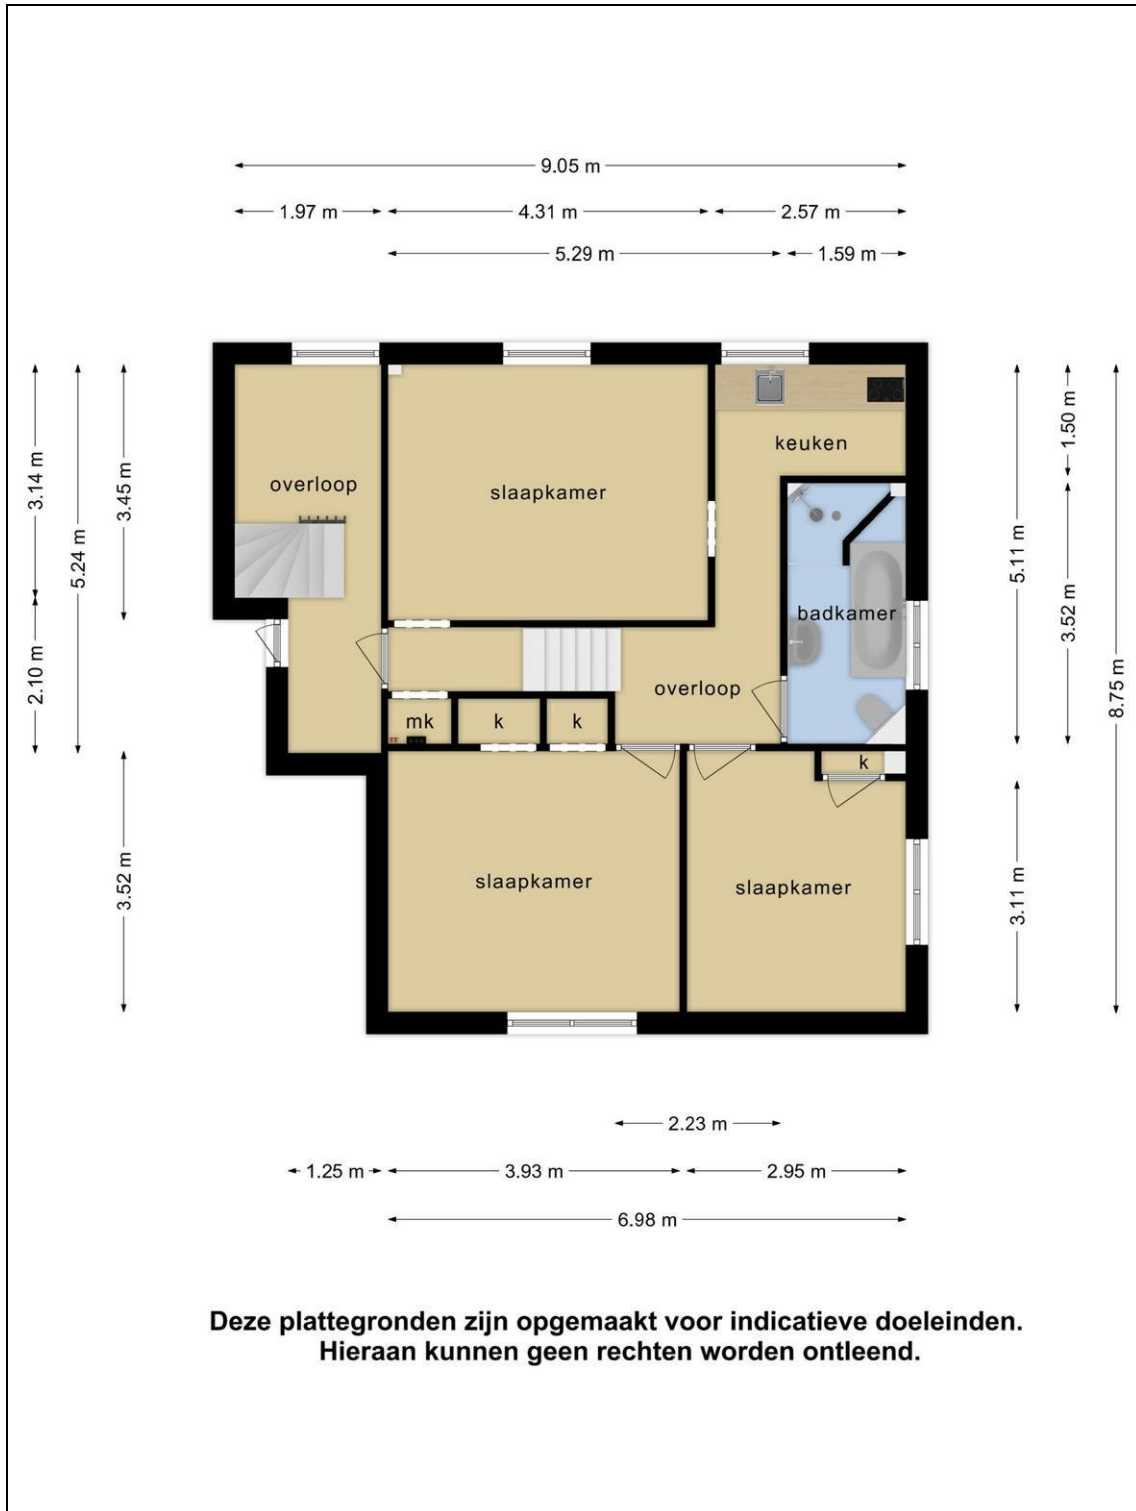 9.05 m
1.97 m
4.31 m
2.57 m
5.29 m
1.59 m
3.14 m
2.10 m
5.24 m
3.45 m
3.52 m
overloop
slaapkamer
keuken
badkamer
overloop
mk
k
k
k
slaapkamer
slaapkamer
5.11 m
3.11 m
1.50 m
3.52 m
8.75 m
2.23 m
1.25 m
3.93 m
2.95 m
6.98 m
Deze plattegronden zijn opgemaakt voor indicatieve doeleinden.
Hieraan kunnen geen rechten worden ontleend.